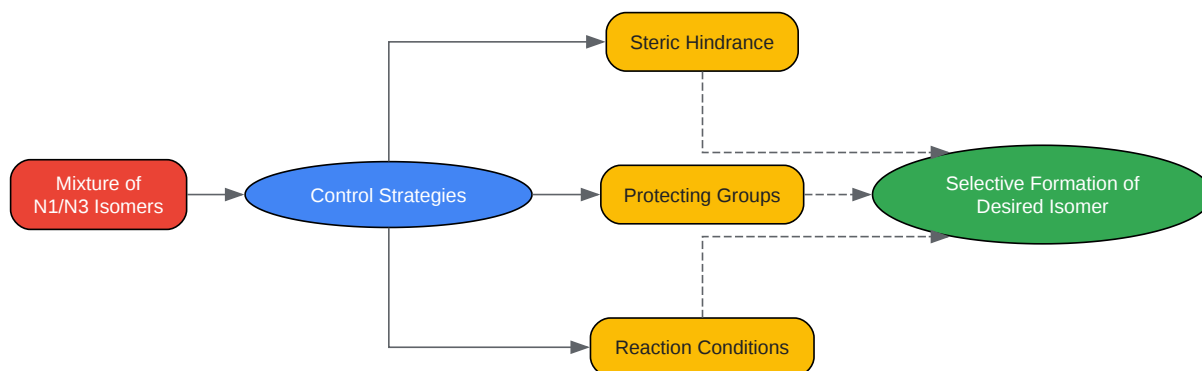 Steric Hindrance
Mixture of
N1/N3 Isomers
Control Strategies
Protecting Groups
Selective Formation of
Desired Isomer
Reaction Conditions